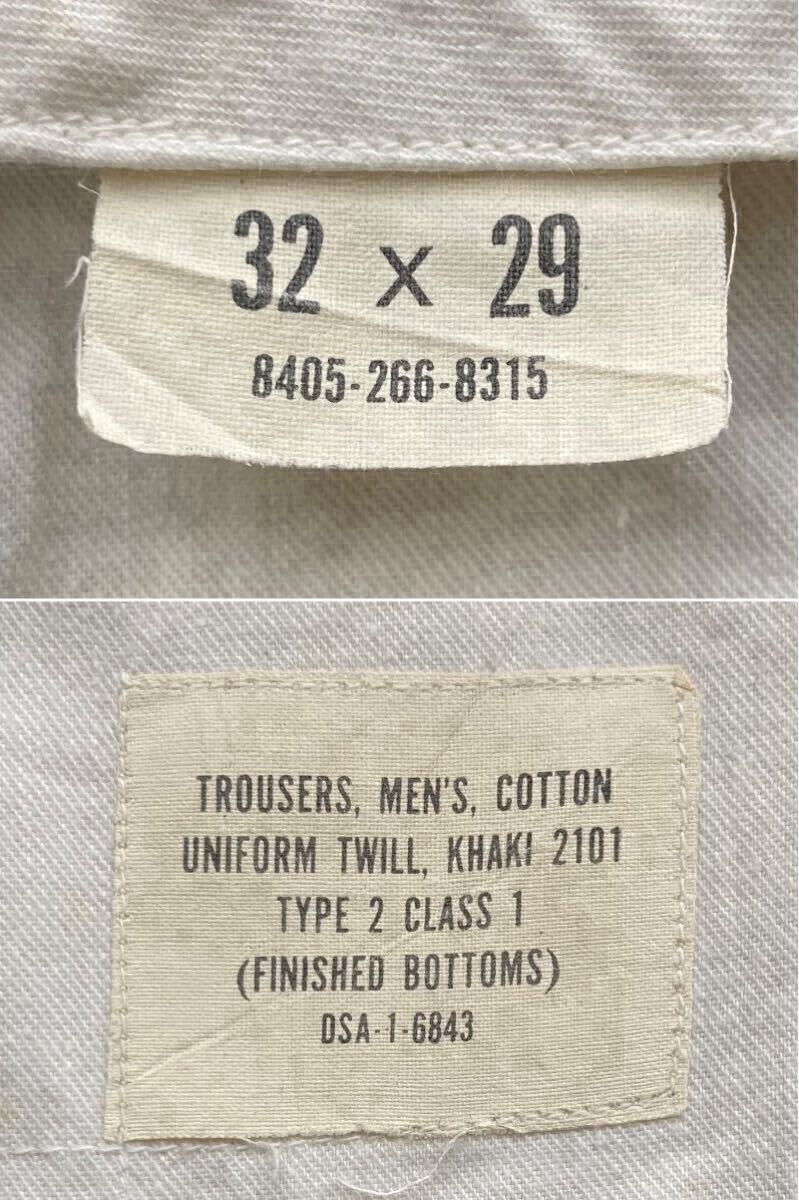 32 x 29
8405-266-8315
TROUSERS, MEN'S, COTTON
UNIFORM TWILL, KHAKI 2101
TYPE 2 CLASS 1
(FINISHED BOTTOMS)
DSA-1-6843